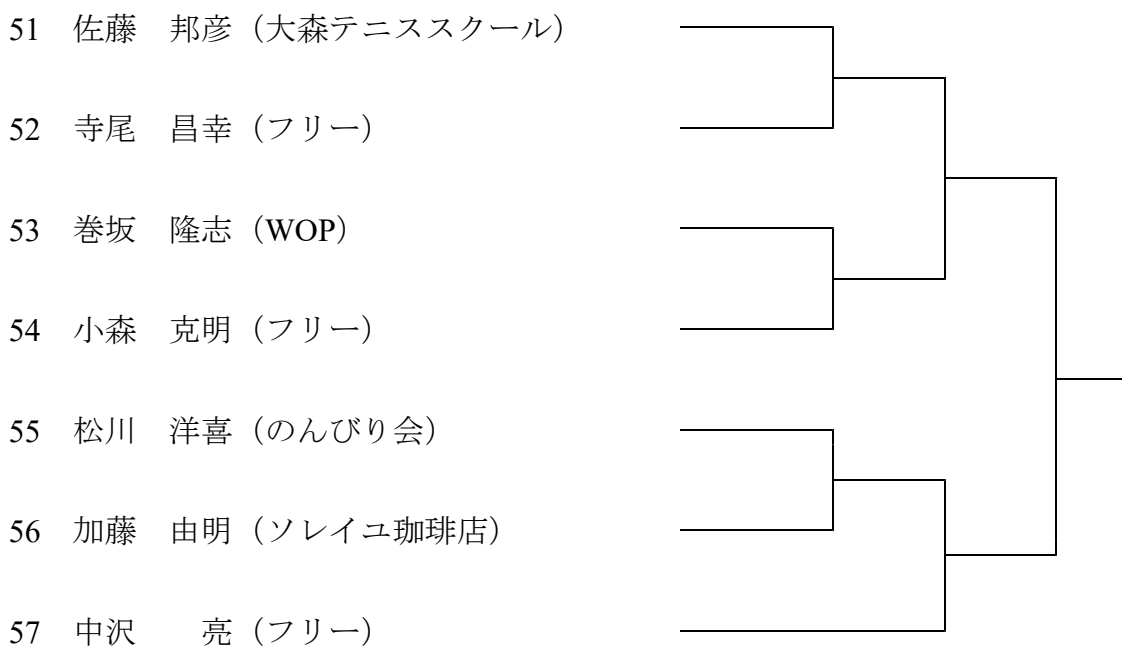 51　佐藤　邦彦（大森テニススクール）
52　寺尾　昌幸（フリー）
53　巻坂　隆志（WOP）
54　小森　克明（フリー）
55　松川　洋喜（のんびり会）
56　加藤　由明（ソレイユ珈琲店）
57　中沢　　亮（フリー）